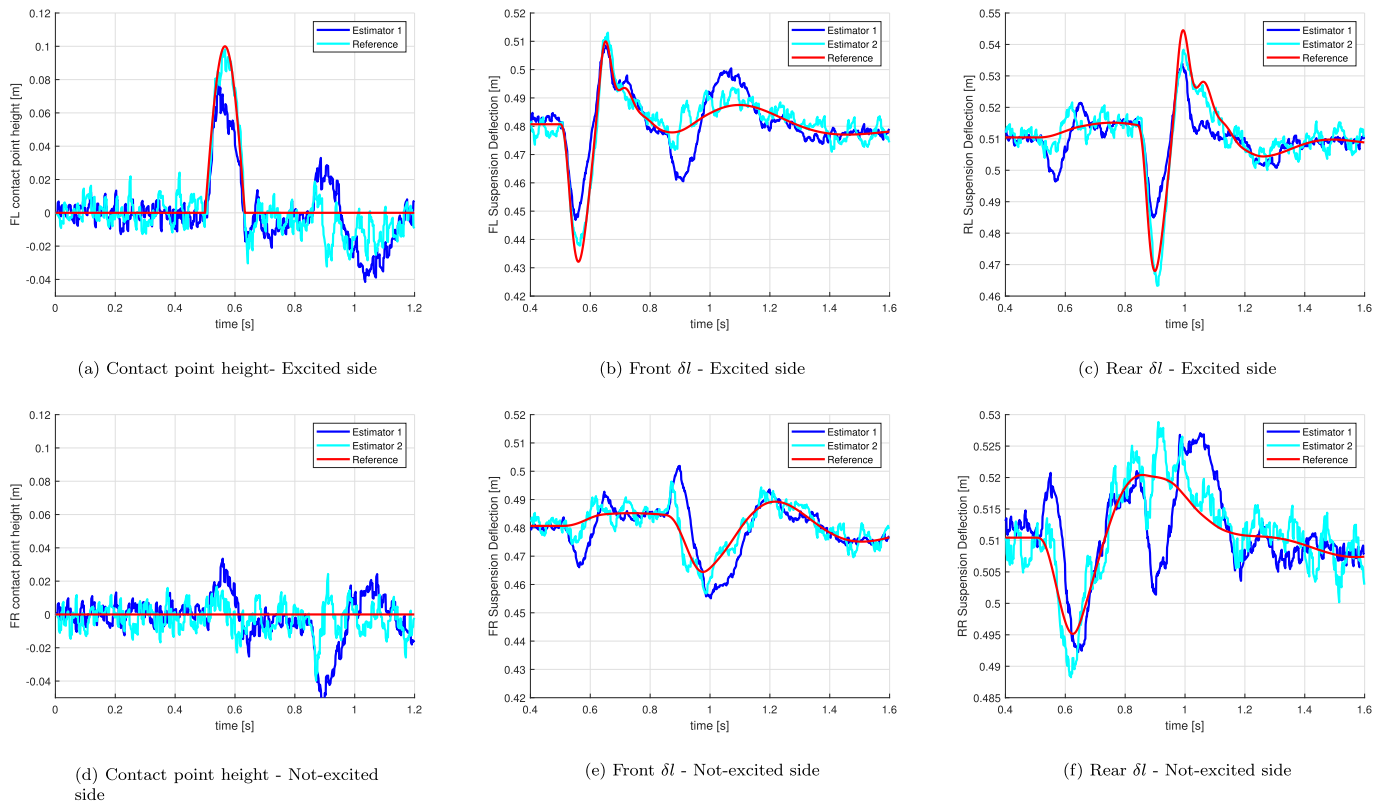 0.12
0.1
0.08
0.06
0.04
0.02
0
-0.02
-0.04
FL contact point height [m]
0 0.2 0.4 0.6 0.8 1 1.2
time [s]
Estimator 1
Reference
(a) Contact point height- Excited side
0.52
0.51
0.5
0.49
0.48
0.47
0.46
0.45
0.44
0.43
0.42
FL Suspension Deflection [m]
0.4 0.6 0.8 1 1.2 1.4 1.6
time [s]
Estimator 1
Estimator 2
Reference
(b) Front δl - Excited side
0.55
0.54
0.53
0.52
0.51
0.5
0.49
0.48
0.47
0.46
RL Suspension Deflection [m]
0.4 0.6 0.8 1 1.2 1.4 1.6
time [s]
Estimator 1
Estimator 2
Reference
(c) Rear δl - Excited side
0.12
0.1
0.08
0.06
0.04
0.02
0
-0.02
-0.04
FR contact point height [m]
0 0.2 0.4 0.6 0.8 1 1.2
time [s]
Estimator 1
Estimator 2
Reference
(d) Contact point height - Not-excited
side
0.52
0.51
0.5
0.49
0.48
0.47
0.46
0.45
0.44
0.43
0.42
FR Suspension Deflection [m]
0.4 0.6 0.8 1 1.2 1.4 1.6
time [s]
Estimator 1
Estimator 2
Reference
(e) Front δl - Not-excited side
0.53
0.525
0.52
0.515
0.51
0.505
0.5
0.495
0.49
0.485
RR Suspension Deflection [m]
0.4 0.6 0.8 1 1.2 1.4 1.6
time [s]
Estimator 1
Estimator 2
Reference
(f) Rear δl - Not-excited side